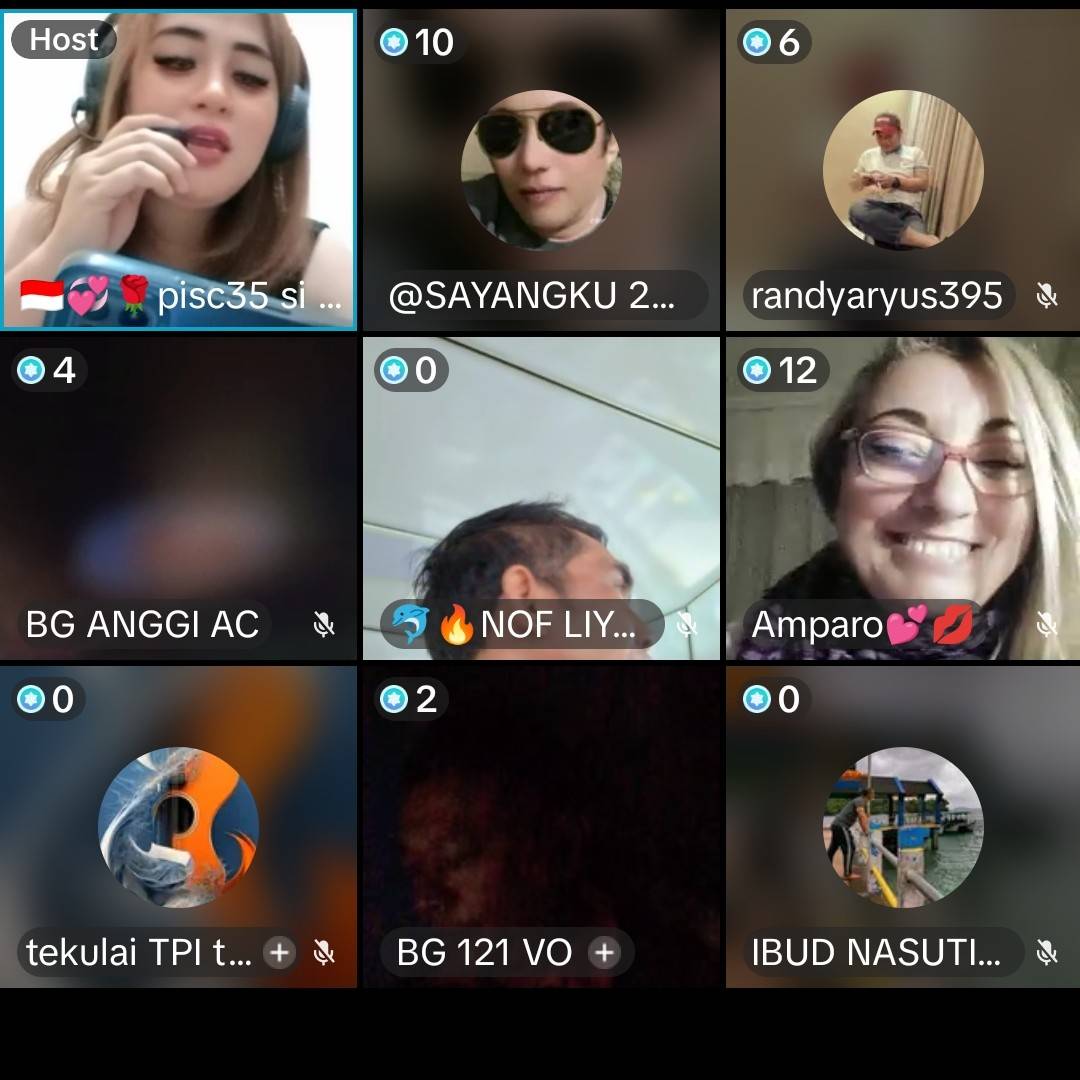 Host
10
6
🇮🇩💞🌹pisc35 si ...
@SAYANGKU 2...
randyaryus395
4
0
12
BG ANGGI AC
🐬🔥NOF LIY...
Amparo💕💋
0
2
0
tekulai TPI t...
BG 121 VO
IBUD NASUTI...